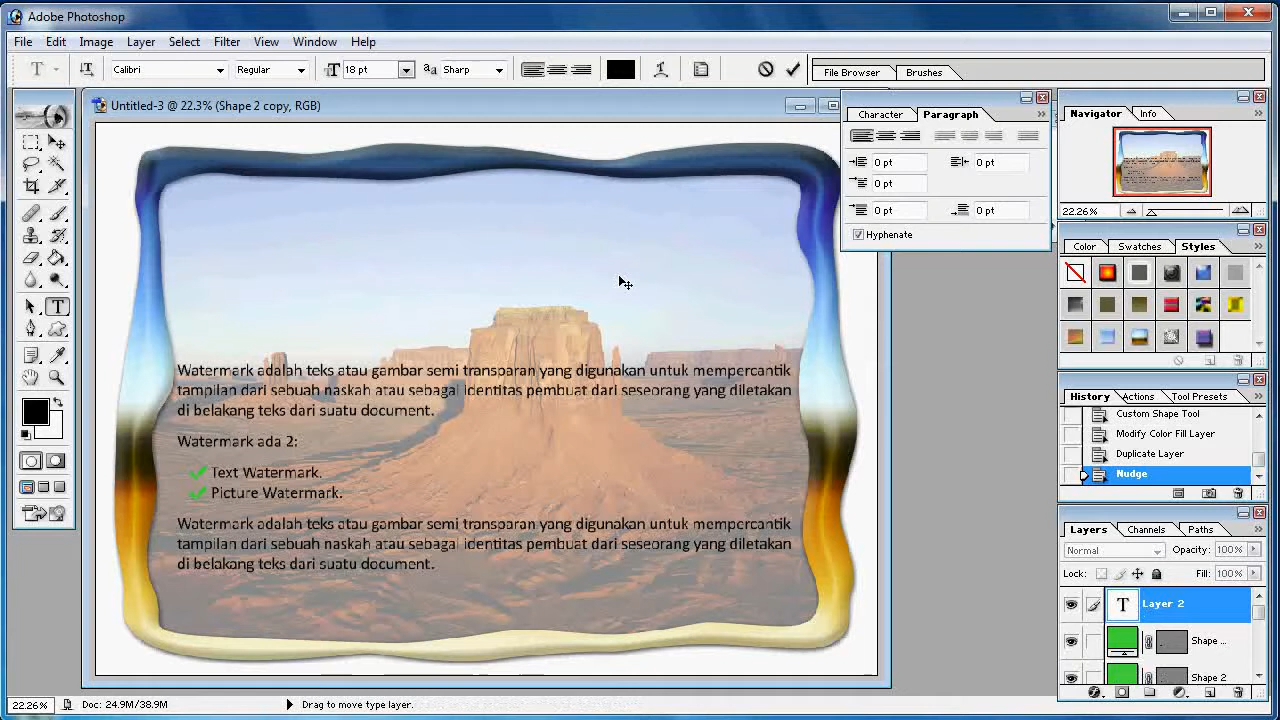 Adobe Photoshop
File Edit Image Layer Select Filter View Window Help
T Calibri Regular 18 pt Sharp File Browser Brushes
Untitled-3 @ 22.3% (Shape 2 copy, RGB)
Character Paragraph
0 pt 0 pt
0 pt
0 pt 0 pt
Hyphenate
Navigator Info
22.26%
Color Swatches Styles
Watermark adalah teks atau gambar semi transparan yang digunakan untuk mempercantik
tampilan dari sebuah naskah atau sebagai identitas pembuat dari seseorang yang diletakan
di belakang teks dari suatu document.
Watermark ada 2:
Text Watermark.
Picture Watermark.
Watermark adalah teks atau gambar semi transparan yang digunakan untuk mempercantik
tampilan dari sebuah naskah atau sebagai identitas pembuat dari seseorang yang diletakan
di belakang teks dari suatu document.
History Actions Tool Presets
Custom Shape Tool
Modify Color Fill Layer
Duplicate Layer
Nudge
Layers Channels Paths
Normal Opacity: 100%
Lock: Fill: 100%
T Layer 2
Shape ...
Shape 2
22.26% Doc: 24.9M/38.9M Drag to move type layer.